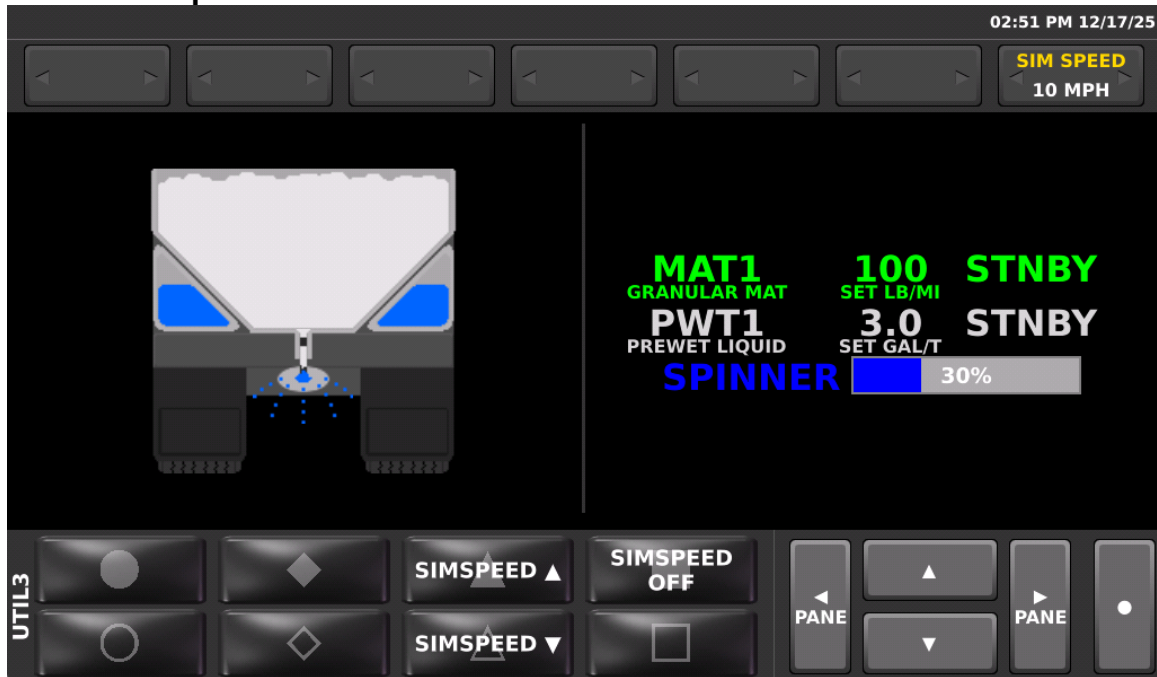 02:51 PM 12/17/25
SIM SPEED
10 MPH
MAT1 100 STNBY
GRANULAR MAT SET LB/MI
PWT1 3.0 STNBY
PREWET LIQUID SET GAL/T
SPINNER 30%
UTIL3
SIMSPEED ▲
SIMSPEED
OFF
SIMSPEED ▼
◀
PANE
▲
▼
▶
PANE